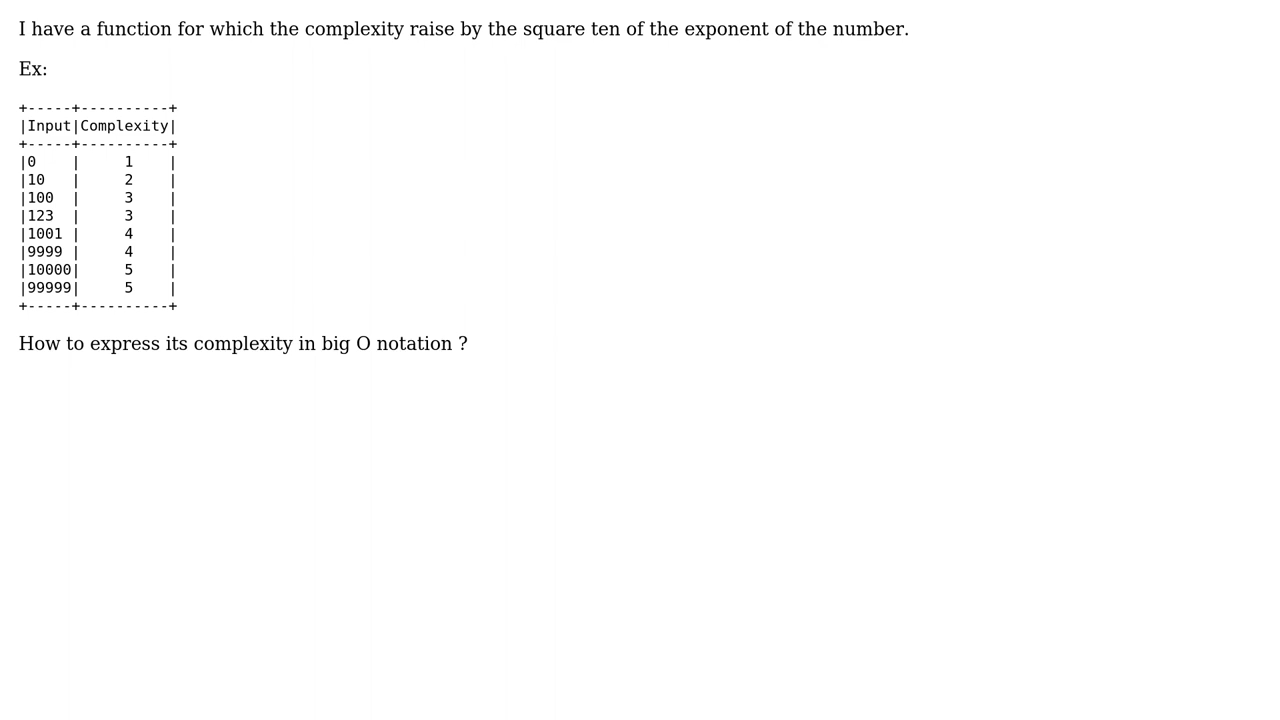 I have a function for which the complexity raise by the square ten of the exponent of the number.
Ex:
+-----+----------+
|Input|Complexity|
+-----+----------+
|0    |     1    |
|10   |     2    |
|100  |     3    |
|123  |     3    |
|1001 |     4    |
|9999 |     4    |
|10000|     5    |
|99999|     5    |
+-----+----------+
How to express its complexity in big O notation ?